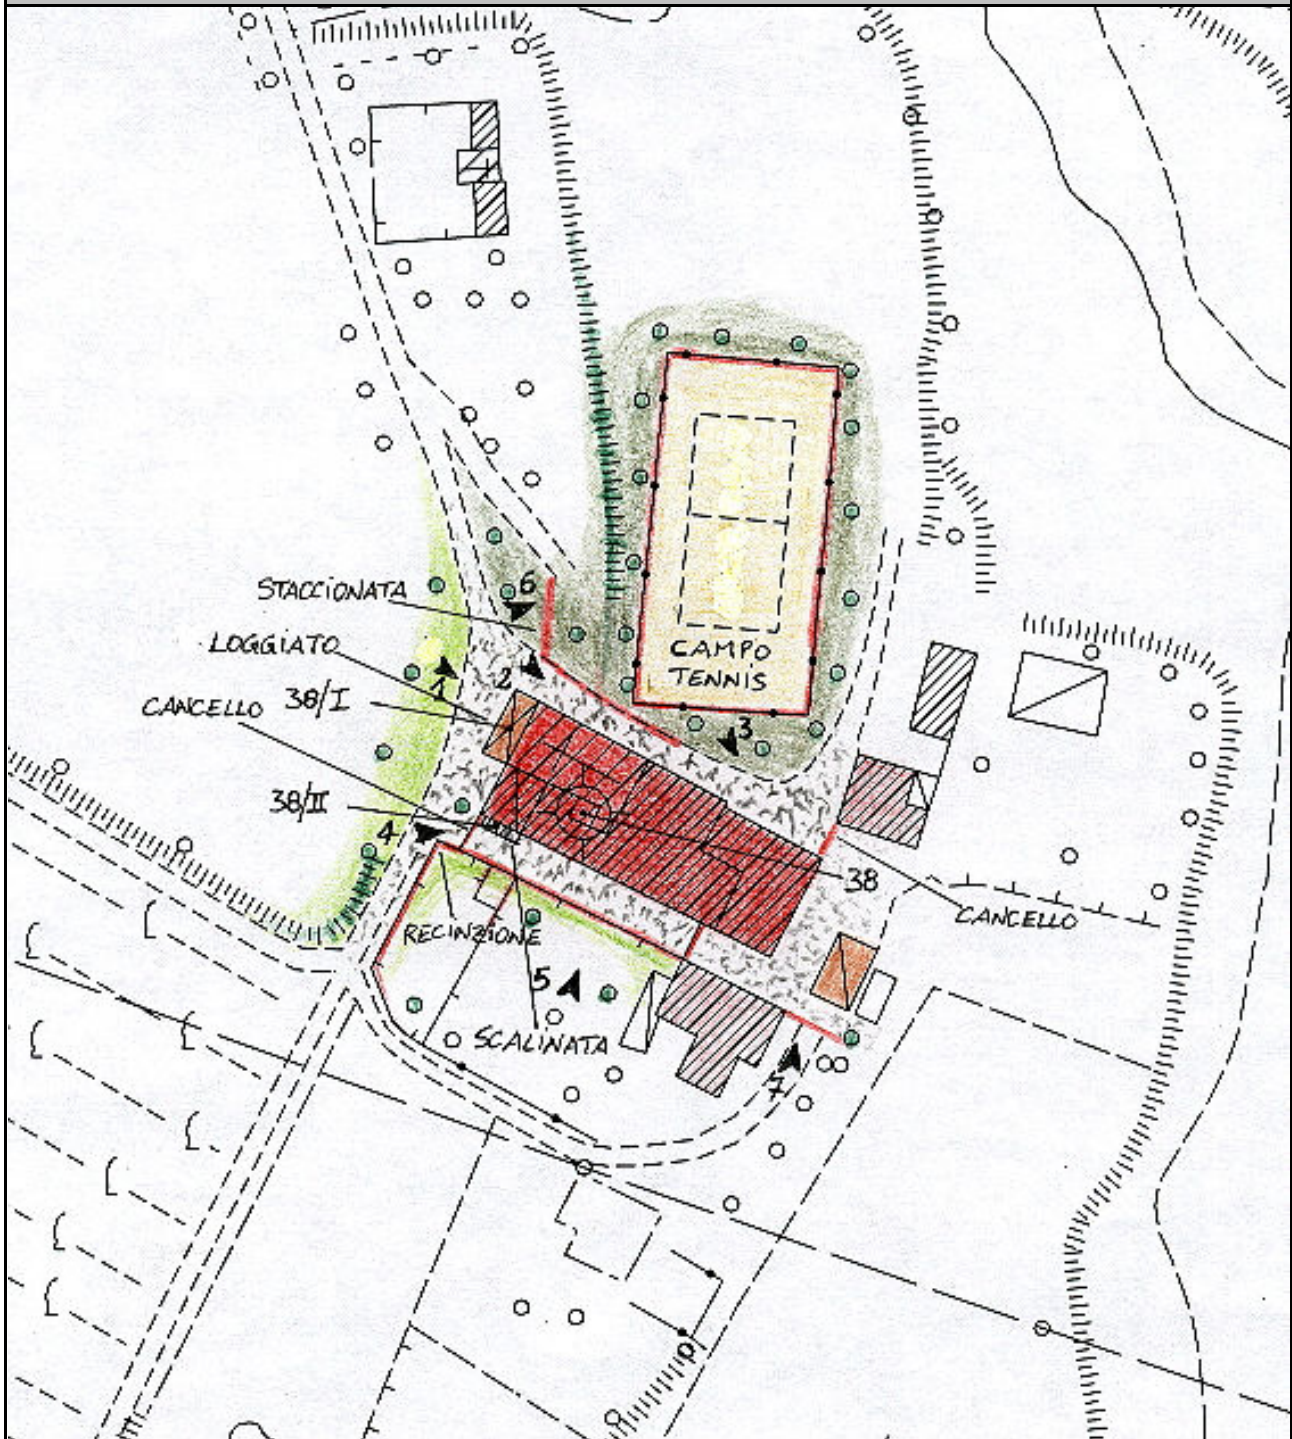 STACCIONATA
6
LOGGIATO
CAMPO
TENNIS
2
1
38/I
CANCELLO
3
38/II
4
38
CANCELLO
RECINZIONE
5
SCALINATA
7